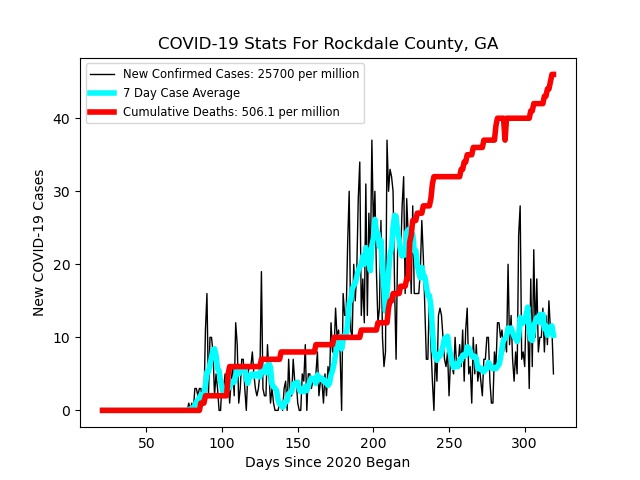 COVID-19 Stats For Rockdale County, GA
New Confirmed Cases: 25700 per million
7 Day Case Average
Cumulative Deaths: 506.1 per million
New COVID-19 Cases
40
30
20
10
0
50
100
150
200
250
300
Days Since 2020 Began